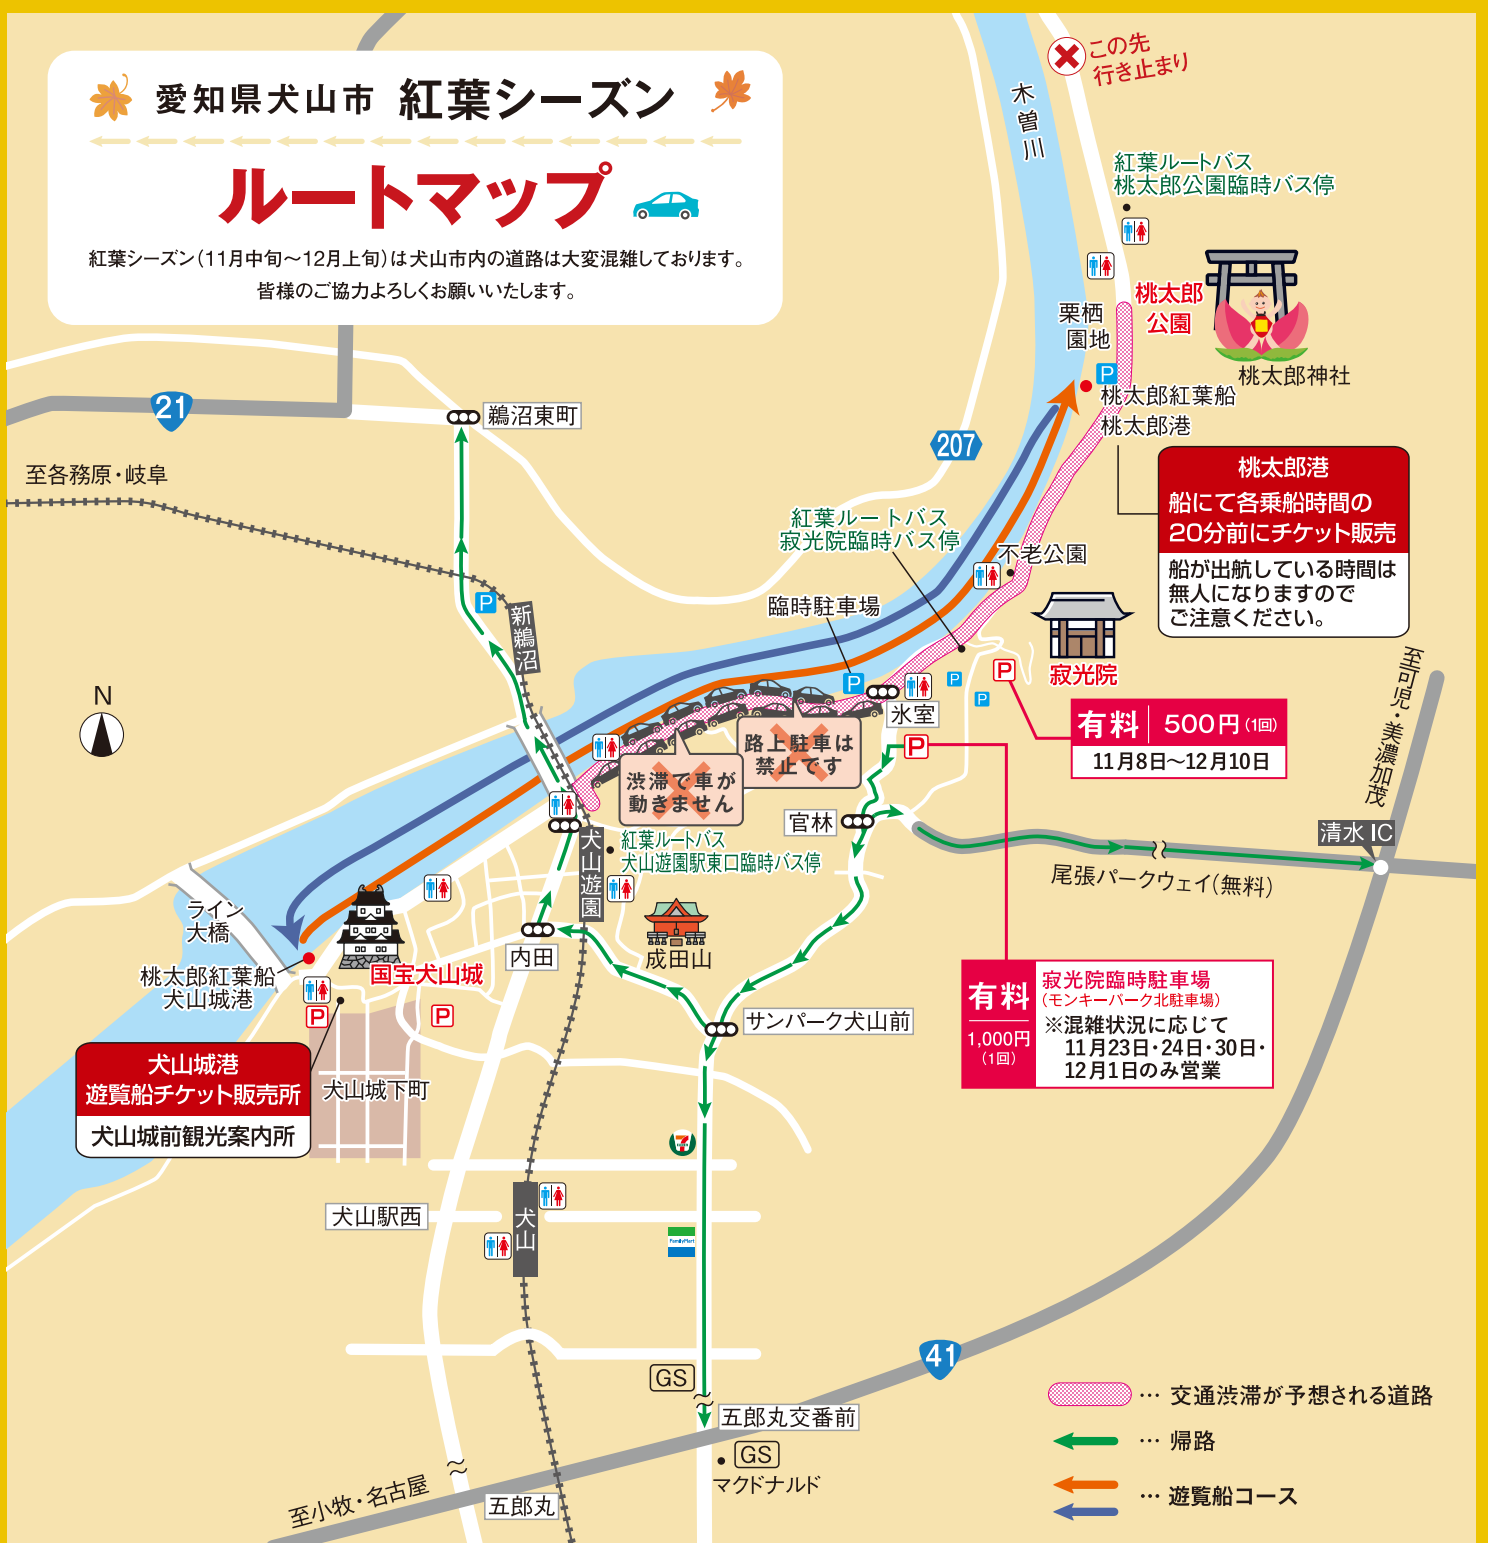 愛知県犬山市 紅葉シーズン
ルートマップ
紅葉シーズン（11月中旬〜12月上旬）は犬山市内の道路は大変混雑しております。
皆様のご協力よろしくお願いいたします。
この先
行き止まり
木曽川
紅葉ルートバス
桃太郎公園臨時バス停
桃太郎
公園
栗栖
園地
桃太郎神社
P
桃太郎紅葉船
桃太郎港
桃太郎港
船にて各乗船時間の
20分前にチケット販売
船が出航している時間は
無人になりますので
ご注意ください。
21
鵜沼東町
207
至各務原・岐阜
紅葉ルートバス
寂光院臨時バス停
不老公園
臨時駐車場
P
新鵜沼
P
寂光院
P
P
P
氷室
P
有料 500円（1回）
11月8日〜12月10日
至可児・美濃加茂
N
路上駐車は
禁止です
渋滞で車が
動きません
官林
清水IC
尾張パークウェイ（無料）
紅葉ルートバス
犬山遊園駅東口臨時バス停
犬山遊園
ライン
大橋
内田
成田山
桃太郎紅葉船
犬山城港
国宝犬山城
P
P
サンパーク犬山前
有料
1,000円
（1回）
寂光院臨時駐車場
（モンキーパーク北駐車場）
※混雑状況に応じて
11月23日・24日・30日・
12月1日のみ営業
犬山城港
遊覧船チケット販売所
犬山城前観光案内所
犬山城下町
7
犬山駅西
犬山
FamilyMart
41
GS
五郎丸交番前
GS
マクドナルド
至小牧・名古屋
五郎丸
… 交通渋滞が予想される道路
… 帰路
… 遊覧船コース